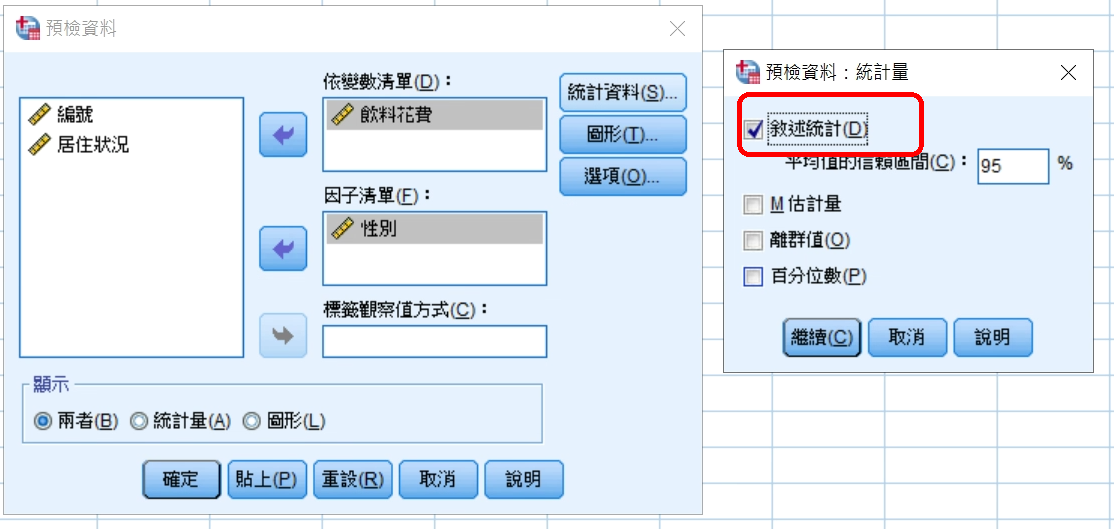 預檢資料
編號
居住狀況
依變數清單(D)：
飲料花費
因子清單(F)：
性別
標籤觀察值方式(C)：
統計資料(S)...
圖形(T)...
選項(O)...
顯示
兩者(B) 統計量(A) 圖形(L)
確定 貼上(P) 重設(R) 取消 說明
預檢資料：統計量
敘述統計(D)
平均值的信賴區間(C)： 95 %
M 估計量
離群值(O)
百分位數(P)
繼續(C) 取消 說明